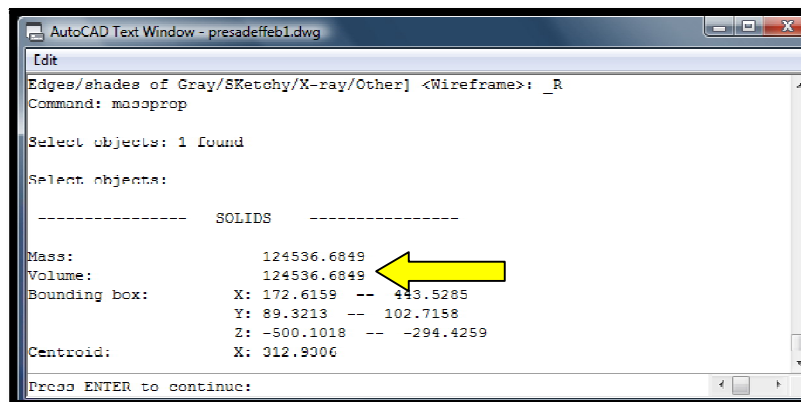 AutoCAD Text Window - presadeffeb1.dwg
Edit
Edges/shades of Gray/SKetchy/X-ray/Other] <Wireframe>: _R
Command: massprop
Select objects: 1 found
Select objects:
---------------- SOLIDS ----------------
Mass: 124536.6849
Volume: 124536.6849
Bounding box: X: 172.6159 -- 443.5285
Y: 89.3213 -- 102.7158
Z: -500.1018 -- -294.4259
Centroid: X: 312.9306
Press ENTER to continue: